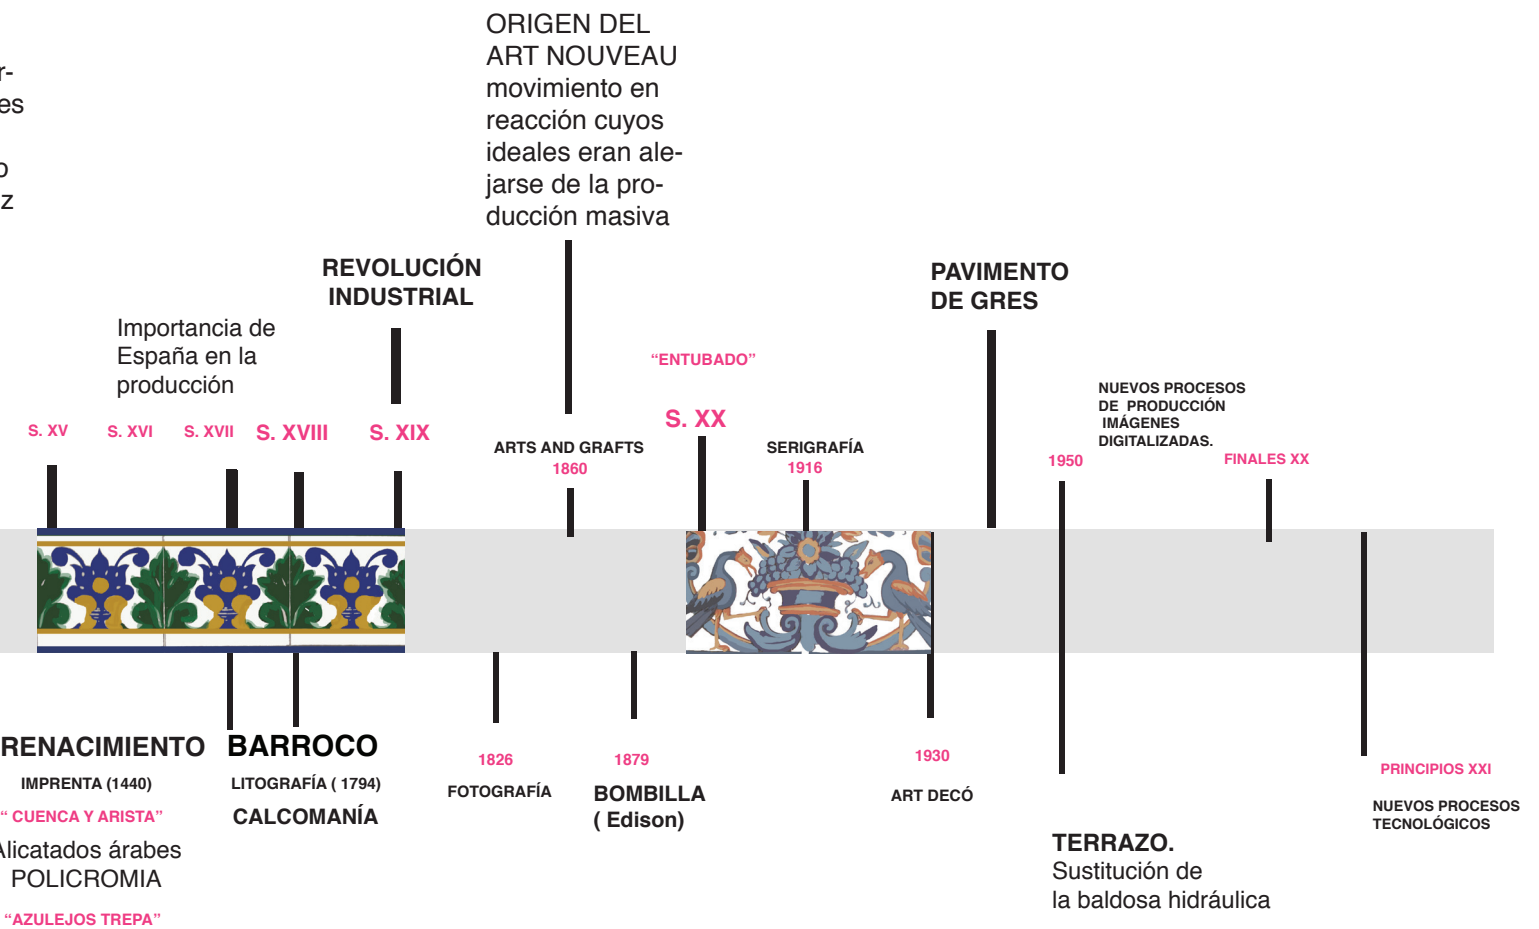 ORIGEN DEL
ART NOUVEAU
movimiento en
reacción cuyos
ideales eran ale-
jarse de la pro-
ducción masiva
r-
es
o
z
REVOLUCIÓN
INDUSTRIAL
PAVIMENTO
DE GRES
Importancia de
España en la
producción
“ENTUBADO”
NUEVOS PROCESOS
DE PRODUCCIÓN
IMÁGENES
DIGITALIZADAS.
S. XV
S. XVI
S. XVII
S. XVIII
S. XIX
ARTS AND GRAFTS
1860
S. XX
SERIGRAFÍA
1916
1950
FINALES XX
RENACIMIENTO
IMPRENTA (1440)
“ CUENCA Y ARISTA”
Alicatados árabes
POLICROMIA
“AZULEJOS TREPA”
BARROCO
LITOGRAFÍA ( 1794)
CALCOMANÍA
1826
FOTOGRAFÍA
1879
BOMBILLA
( Edison)
1930
ART DECÓ
TERRAZO.
Sustitución de
la baldosa hidráulica
PRINCIPIOS XXI
NUEVOS PROCESOS
TECNOLÓGICOS